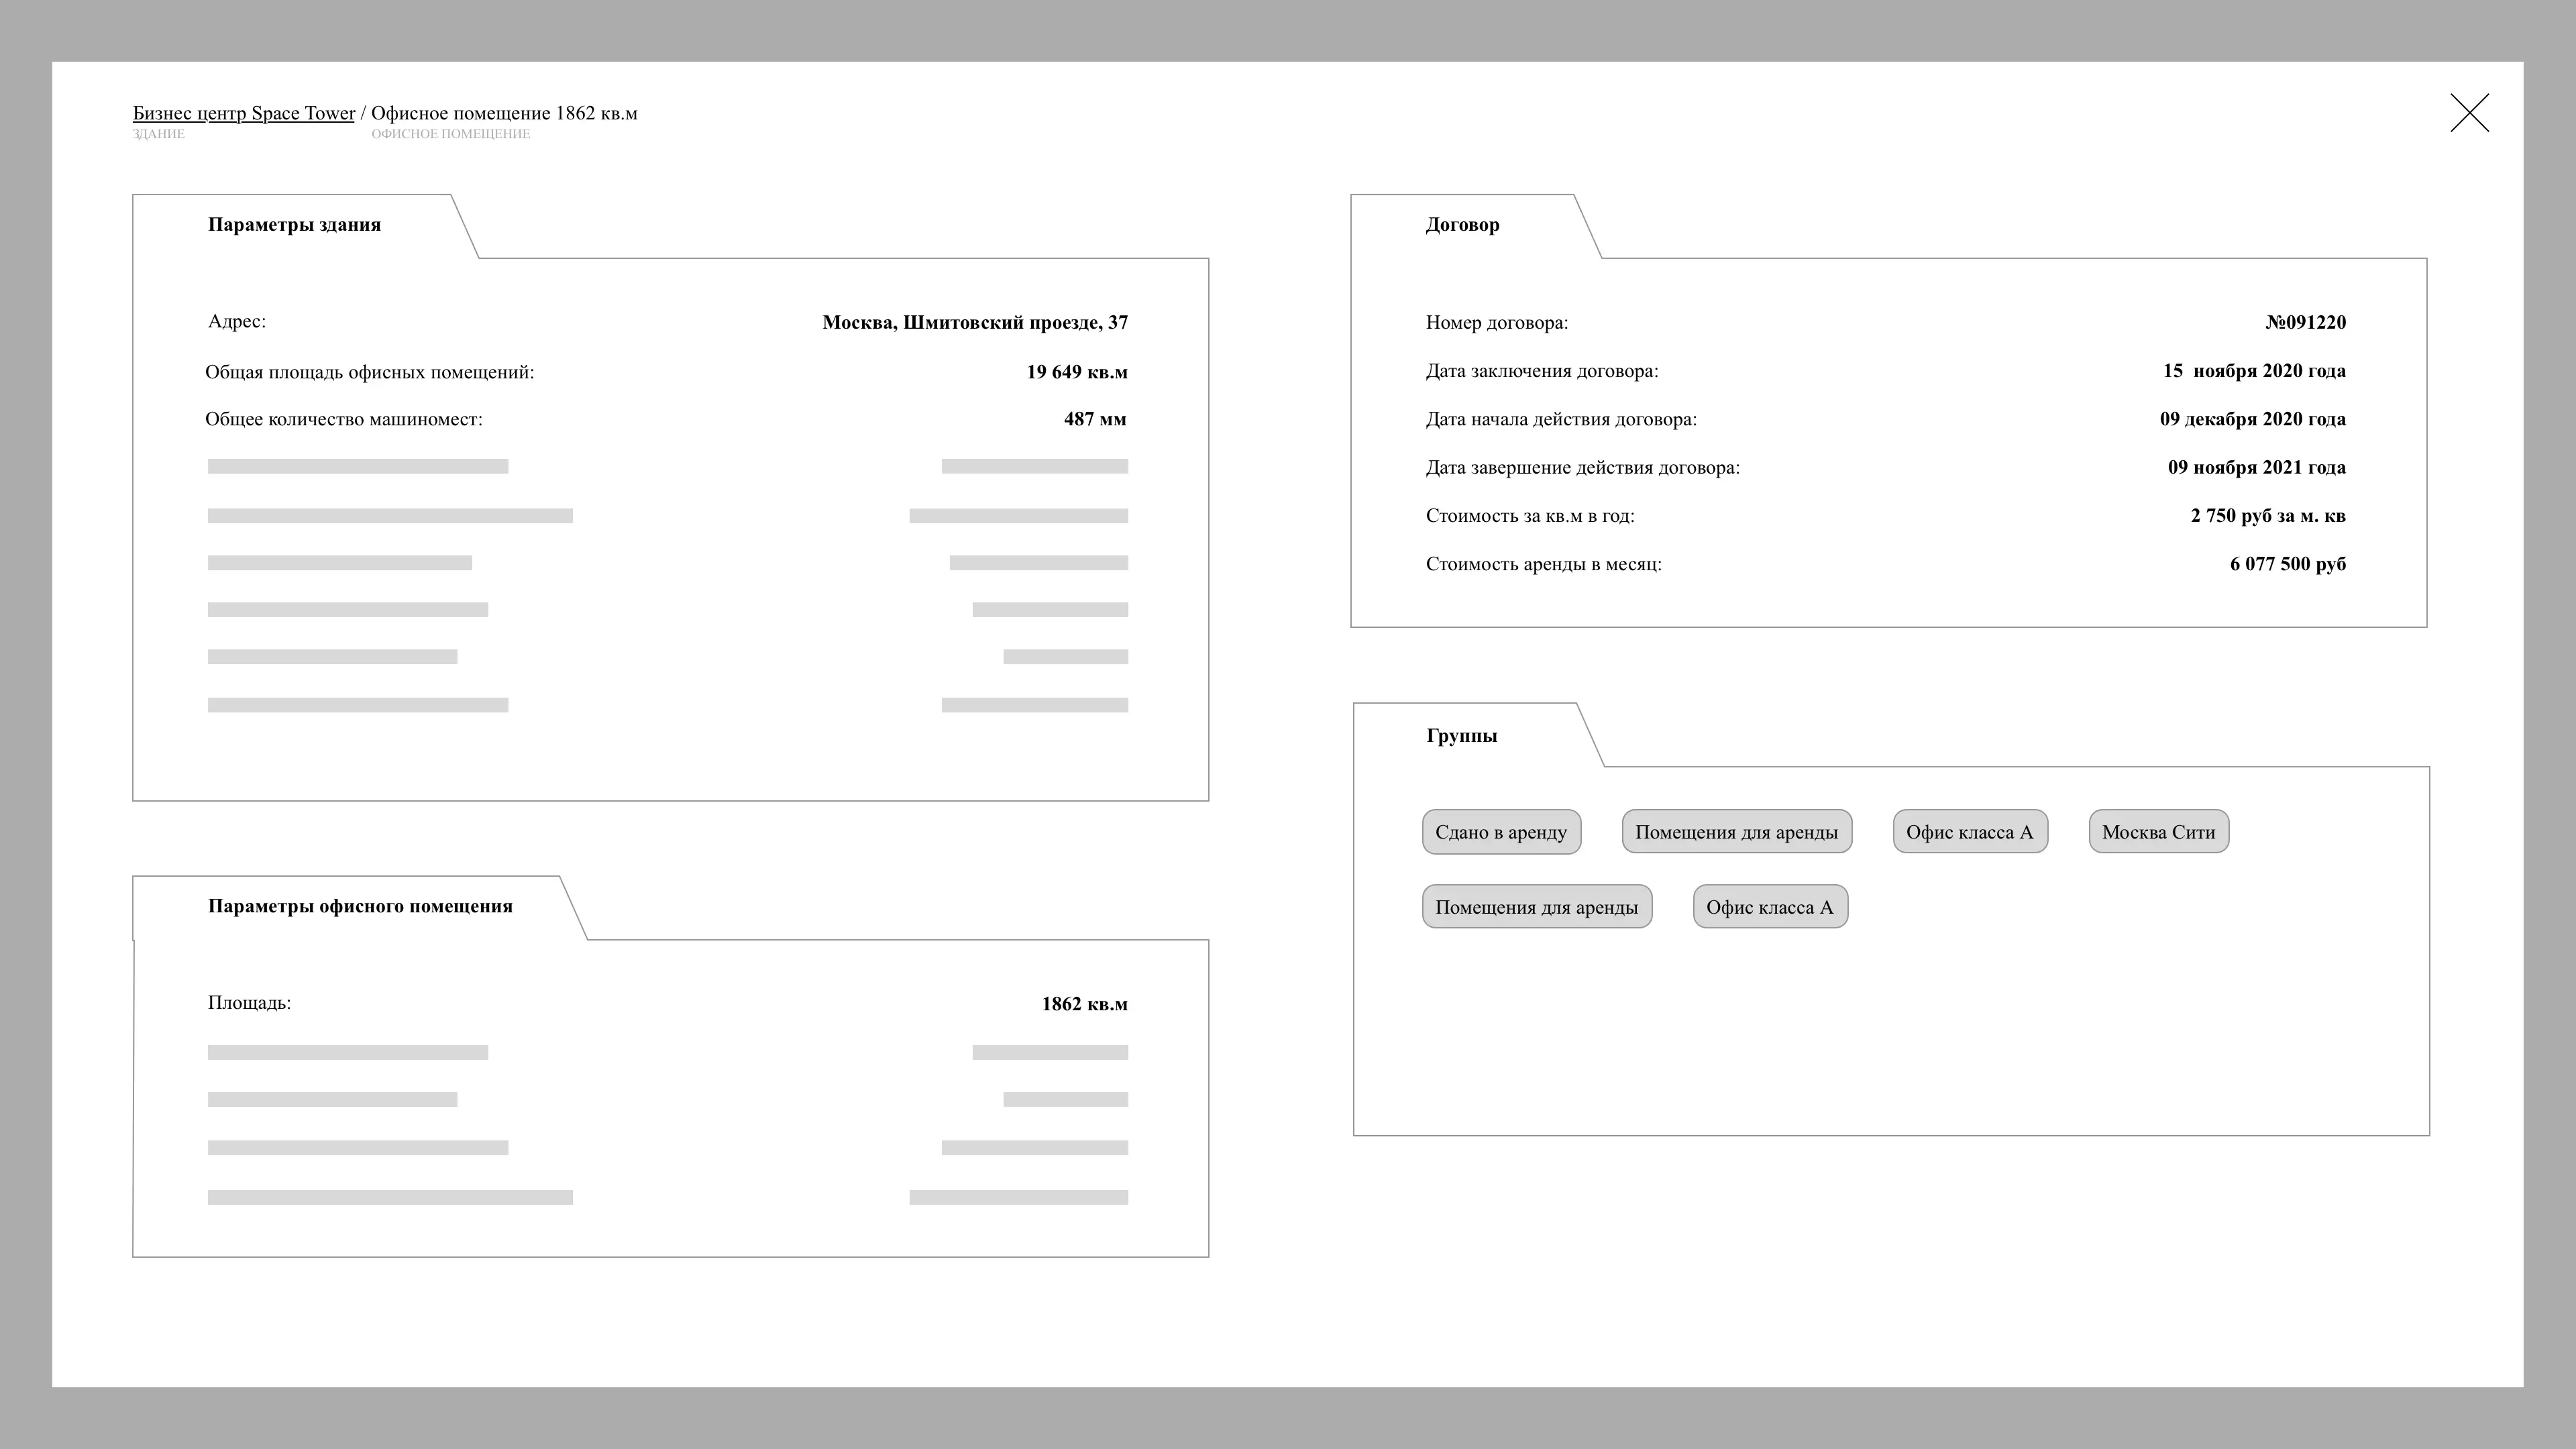 Бизнес центр Space Tower / Офисное помещение 1862 кв.м
ЗДАНИЕ ОФИСНОЕ ПОМЕЩЕНИЕ
Параметры здания
Адрес: Москва, Шмитовский проезде, 37
Общая площадь офисных помещений: 19 649 кв.м
Общее количество машиномест: 487 мм
Параметры офисного помещения
Площадь: 1862 кв.м
Договор
Номер договора: №091220
Дата заключения договора: 15 ноября 2020 года
Дата начала действия договора: 09 декабря 2020 года
Дата завершение действия договора: 09 ноября 2021 года
Стоимость за кв.м в год: 2 750 руб за м. кв
Стоимость аренды в месяц: 6 077 500 руб
Группы
Сдано в аренду Помещения для аренды Офис класса А Москва Сити
Помещения для аренды Офис класса А